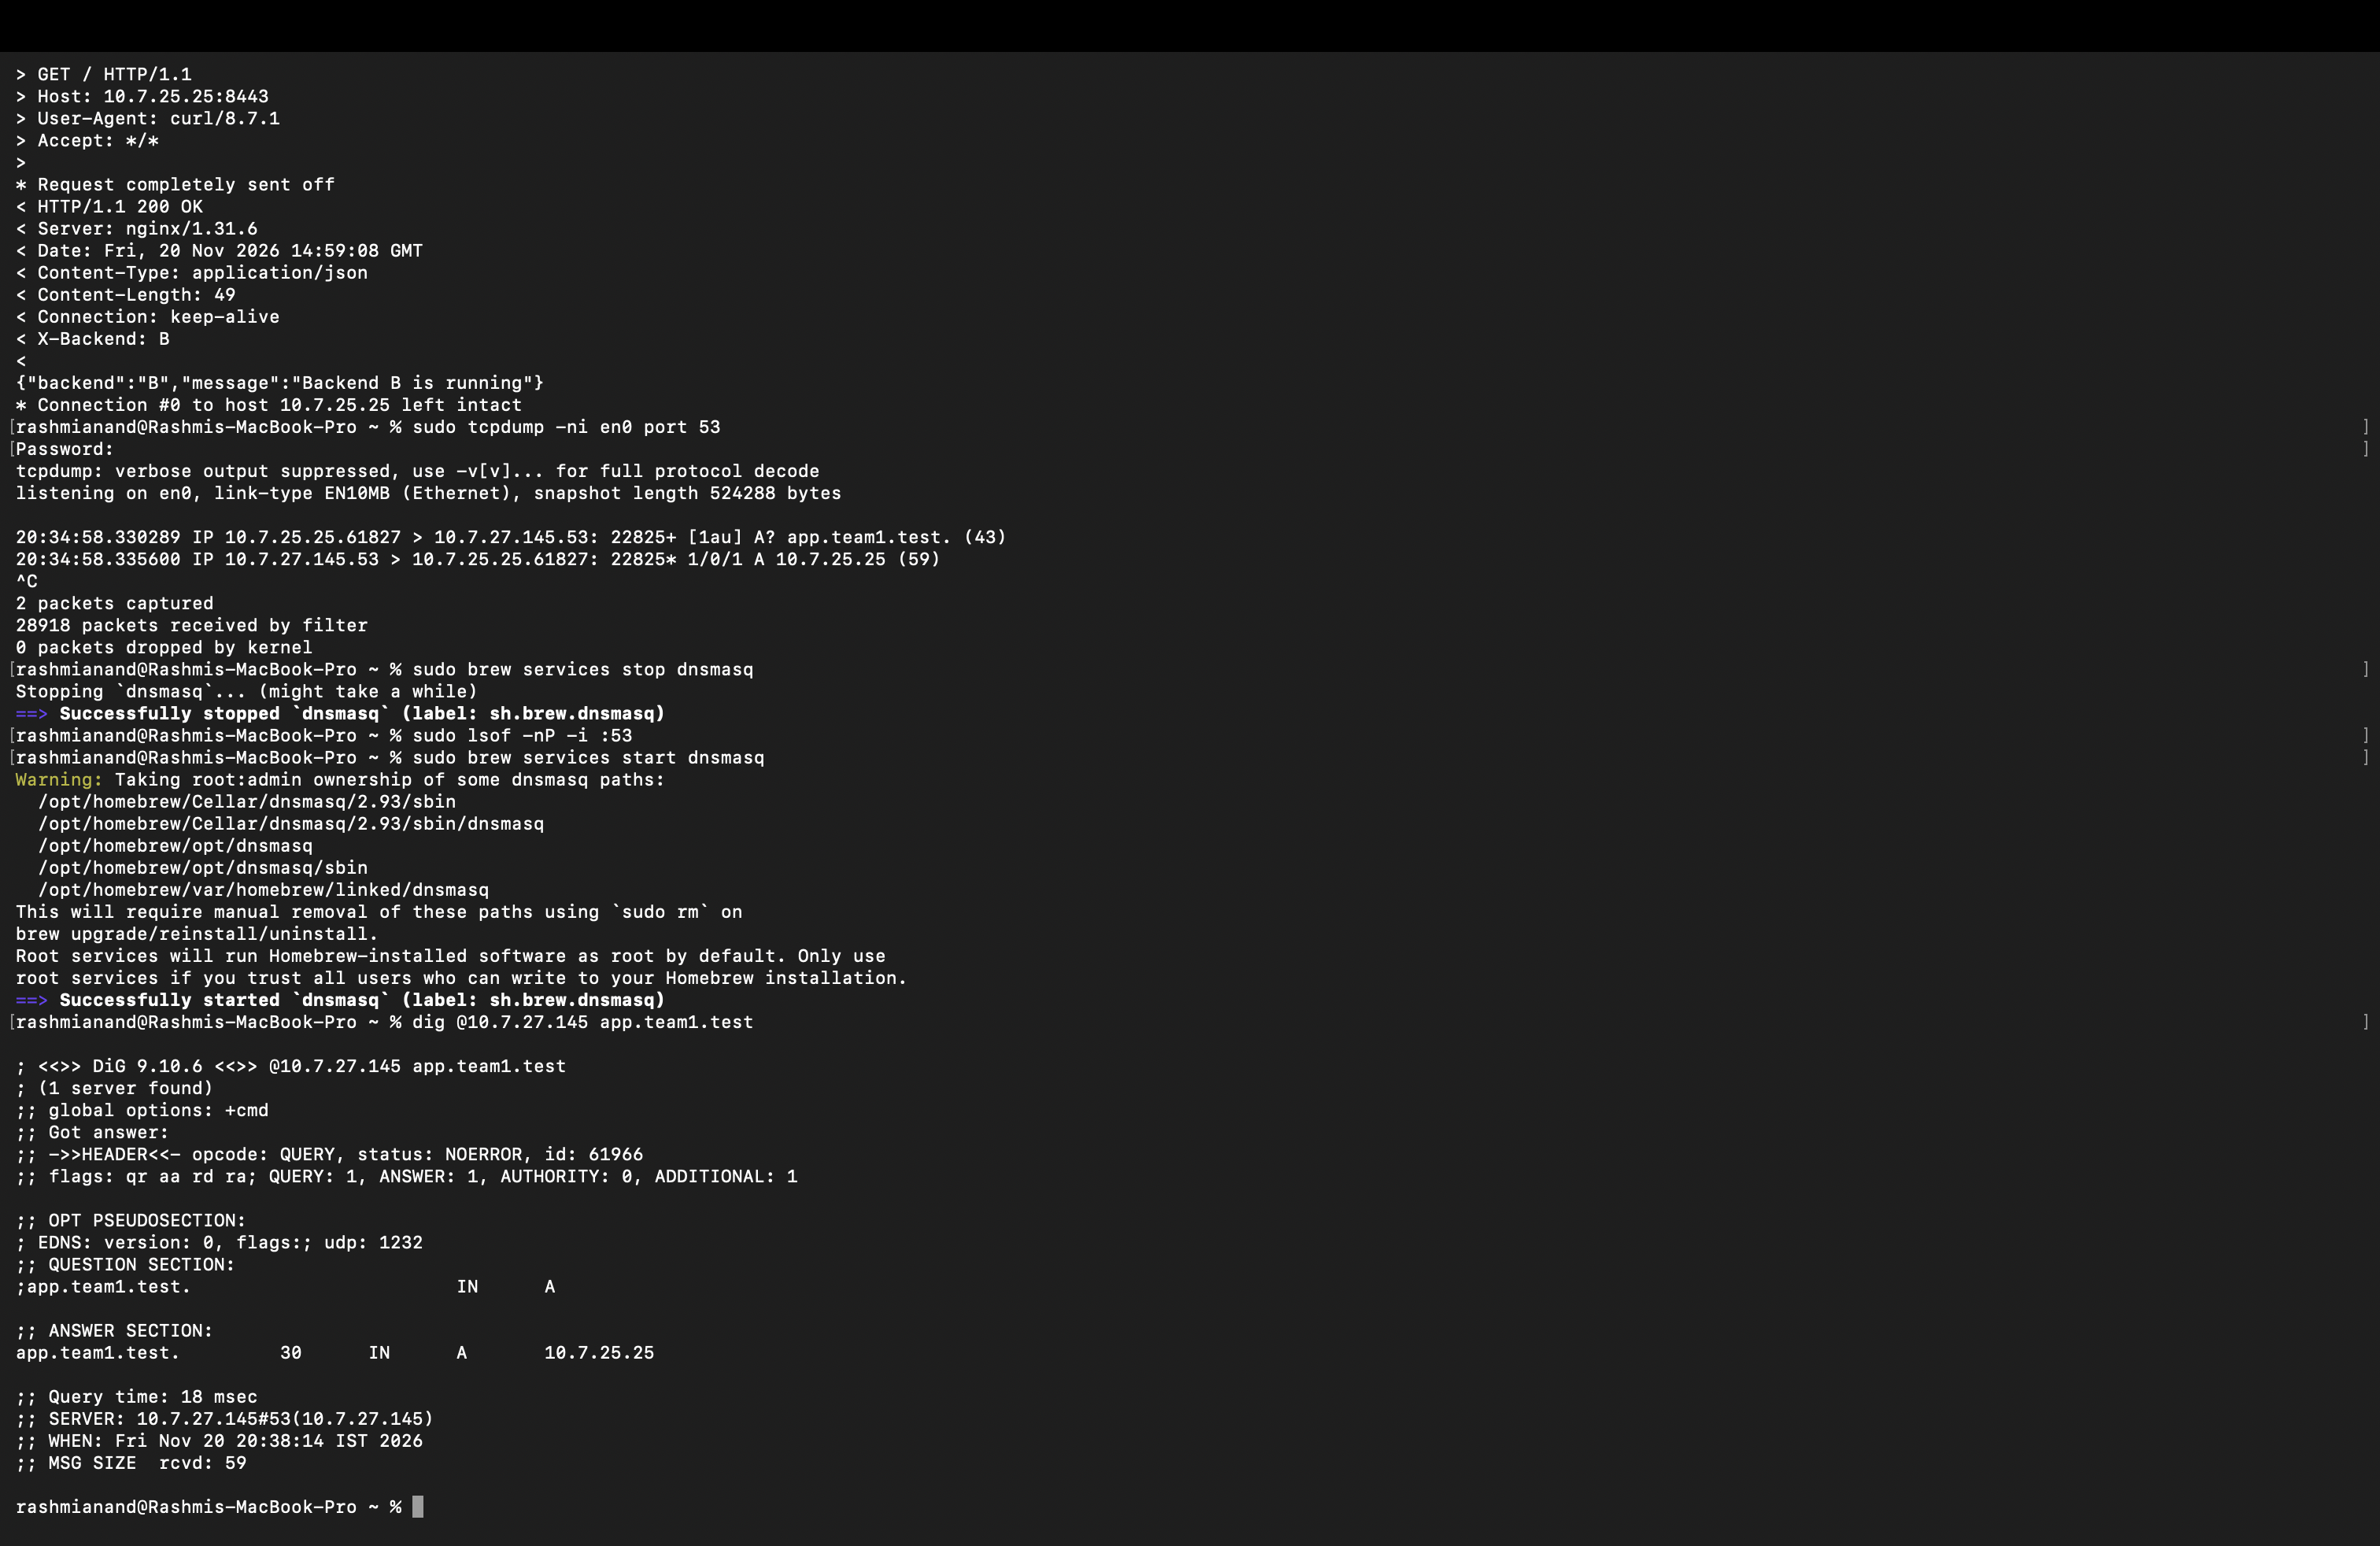 > GET / HTTP/1.1
> Host: 10.7.25.25:8443
> User-Agent: curl/8.7.1
> Accept: */*
>
* Request completely sent off
< HTTP/1.1 200 OK
< Server: nginx/1.31.6
< Date: Fri, 20 Nov 2026 14:59:08 GMT
< Content-Type: application/json
< Content-Length: 49
< Connection: keep-alive
< X-Backend: B
<
{"backend":"B","message":"Backend B is running"}
* Connection #0 to host 10.7.25.25 left intact
[rashmianand@Rashmis-MacBook-Pro ~ % sudo tcpdump -ni en0 port 53 ]
[Password: ]
tcpdump: verbose output suppressed, use -v[v]... for full protocol decode
listening on en0, link-type EN10MB (Ethernet), snapshot length 524288 bytes

20:34:58.330289 IP 10.7.25.25.61827 > 10.7.27.145.53: 22825+ [1au] A? app.team1.test. (43)
20:34:58.335600 IP 10.7.27.145.53 > 10.7.25.25.61827: 22825* 1/0/1 A 10.7.25.25 (59)
^C
2 packets captured
28918 packets received by filter
0 packets dropped by kernel
[rashmianand@Rashmis-MacBook-Pro ~ % sudo brew services stop dnsmasq ]
Stopping `dnsmasq`... (might take a while)
==> Successfully stopped `dnsmasq` (label: sh.brew.dnsmasq)
[rashmianand@Rashmis-MacBook-Pro ~ % sudo lsof -nP -i :53 ]
[rashmianand@Rashmis-MacBook-Pro ~ % sudo brew services start dnsmasq ]
Warning: Taking root:admin ownership of some dnsmasq paths:
  /opt/homebrew/Cellar/dnsmasq/2.93/sbin
  /opt/homebrew/Cellar/dnsmasq/2.93/sbin/dnsmasq
  /opt/homebrew/opt/dnsmasq
  /opt/homebrew/opt/dnsmasq/sbin
  /opt/homebrew/var/homebrew/linked/dnsmasq
This will require manual removal of these paths using `sudo rm` on
brew upgrade/reinstall/uninstall.
Root services will run Homebrew-installed software as root by default. Only use
root services if you trust all users who can write to your Homebrew installation.
==> Successfully started `dnsmasq` (label: sh.brew.dnsmasq)
[rashmianand@Rashmis-MacBook-Pro ~ % dig @10.7.27.145 app.team1.test ]

; <<>> DiG 9.10.6 <<>> @10.7.27.145 app.team1.test
; (1 server found)
;; global options: +cmd
;; Got answer:
;; ->>HEADER<<- opcode: QUERY, status: NOERROR, id: 61966
;; flags: qr aa rd ra; QUERY: 1, ANSWER: 1, AUTHORITY: 0, ADDITIONAL: 1

;; OPT PSEUDOSECTION:
; EDNS: version: 0, flags:; udp: 1232
;; QUESTION SECTION:
;app.team1.test. IN A

;; ANSWER SECTION:
app.team1.test. 30 IN A 10.7.25.25

;; Query time: 18 msec
;; SERVER: 10.7.27.145#53(10.7.27.145)
;; WHEN: Fri Nov 20 20:38:14 IST 2026
;; MSG SIZE  rcvd: 59

rashmianand@Rashmis-MacBook-Pro ~ %